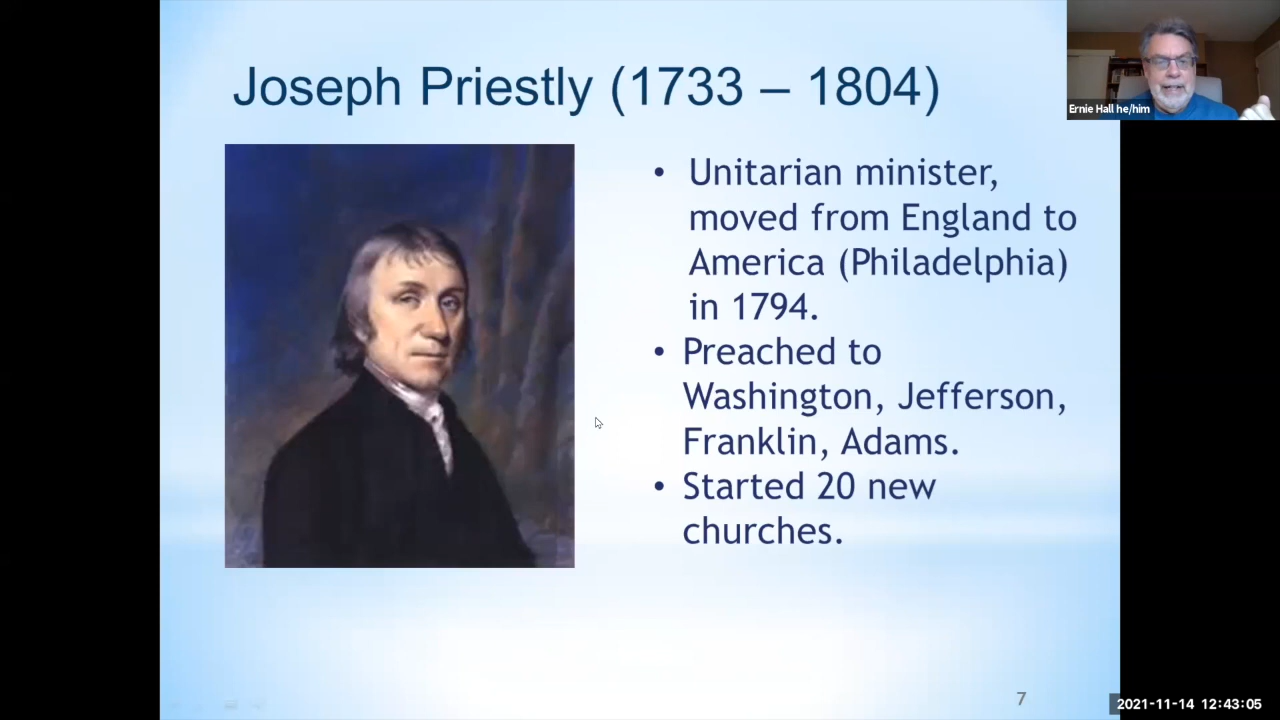 Joseph Priestly (1733 – 1804)
Ernie Hall he/him
• Unitarian minister,
moved from England to
America (Philadelphia)
in 1794.
• Preached to
Washington, Jefferson,
Franklin, Adams.
• Started 20 new
churches.
7
2021-11-14 12:43:05